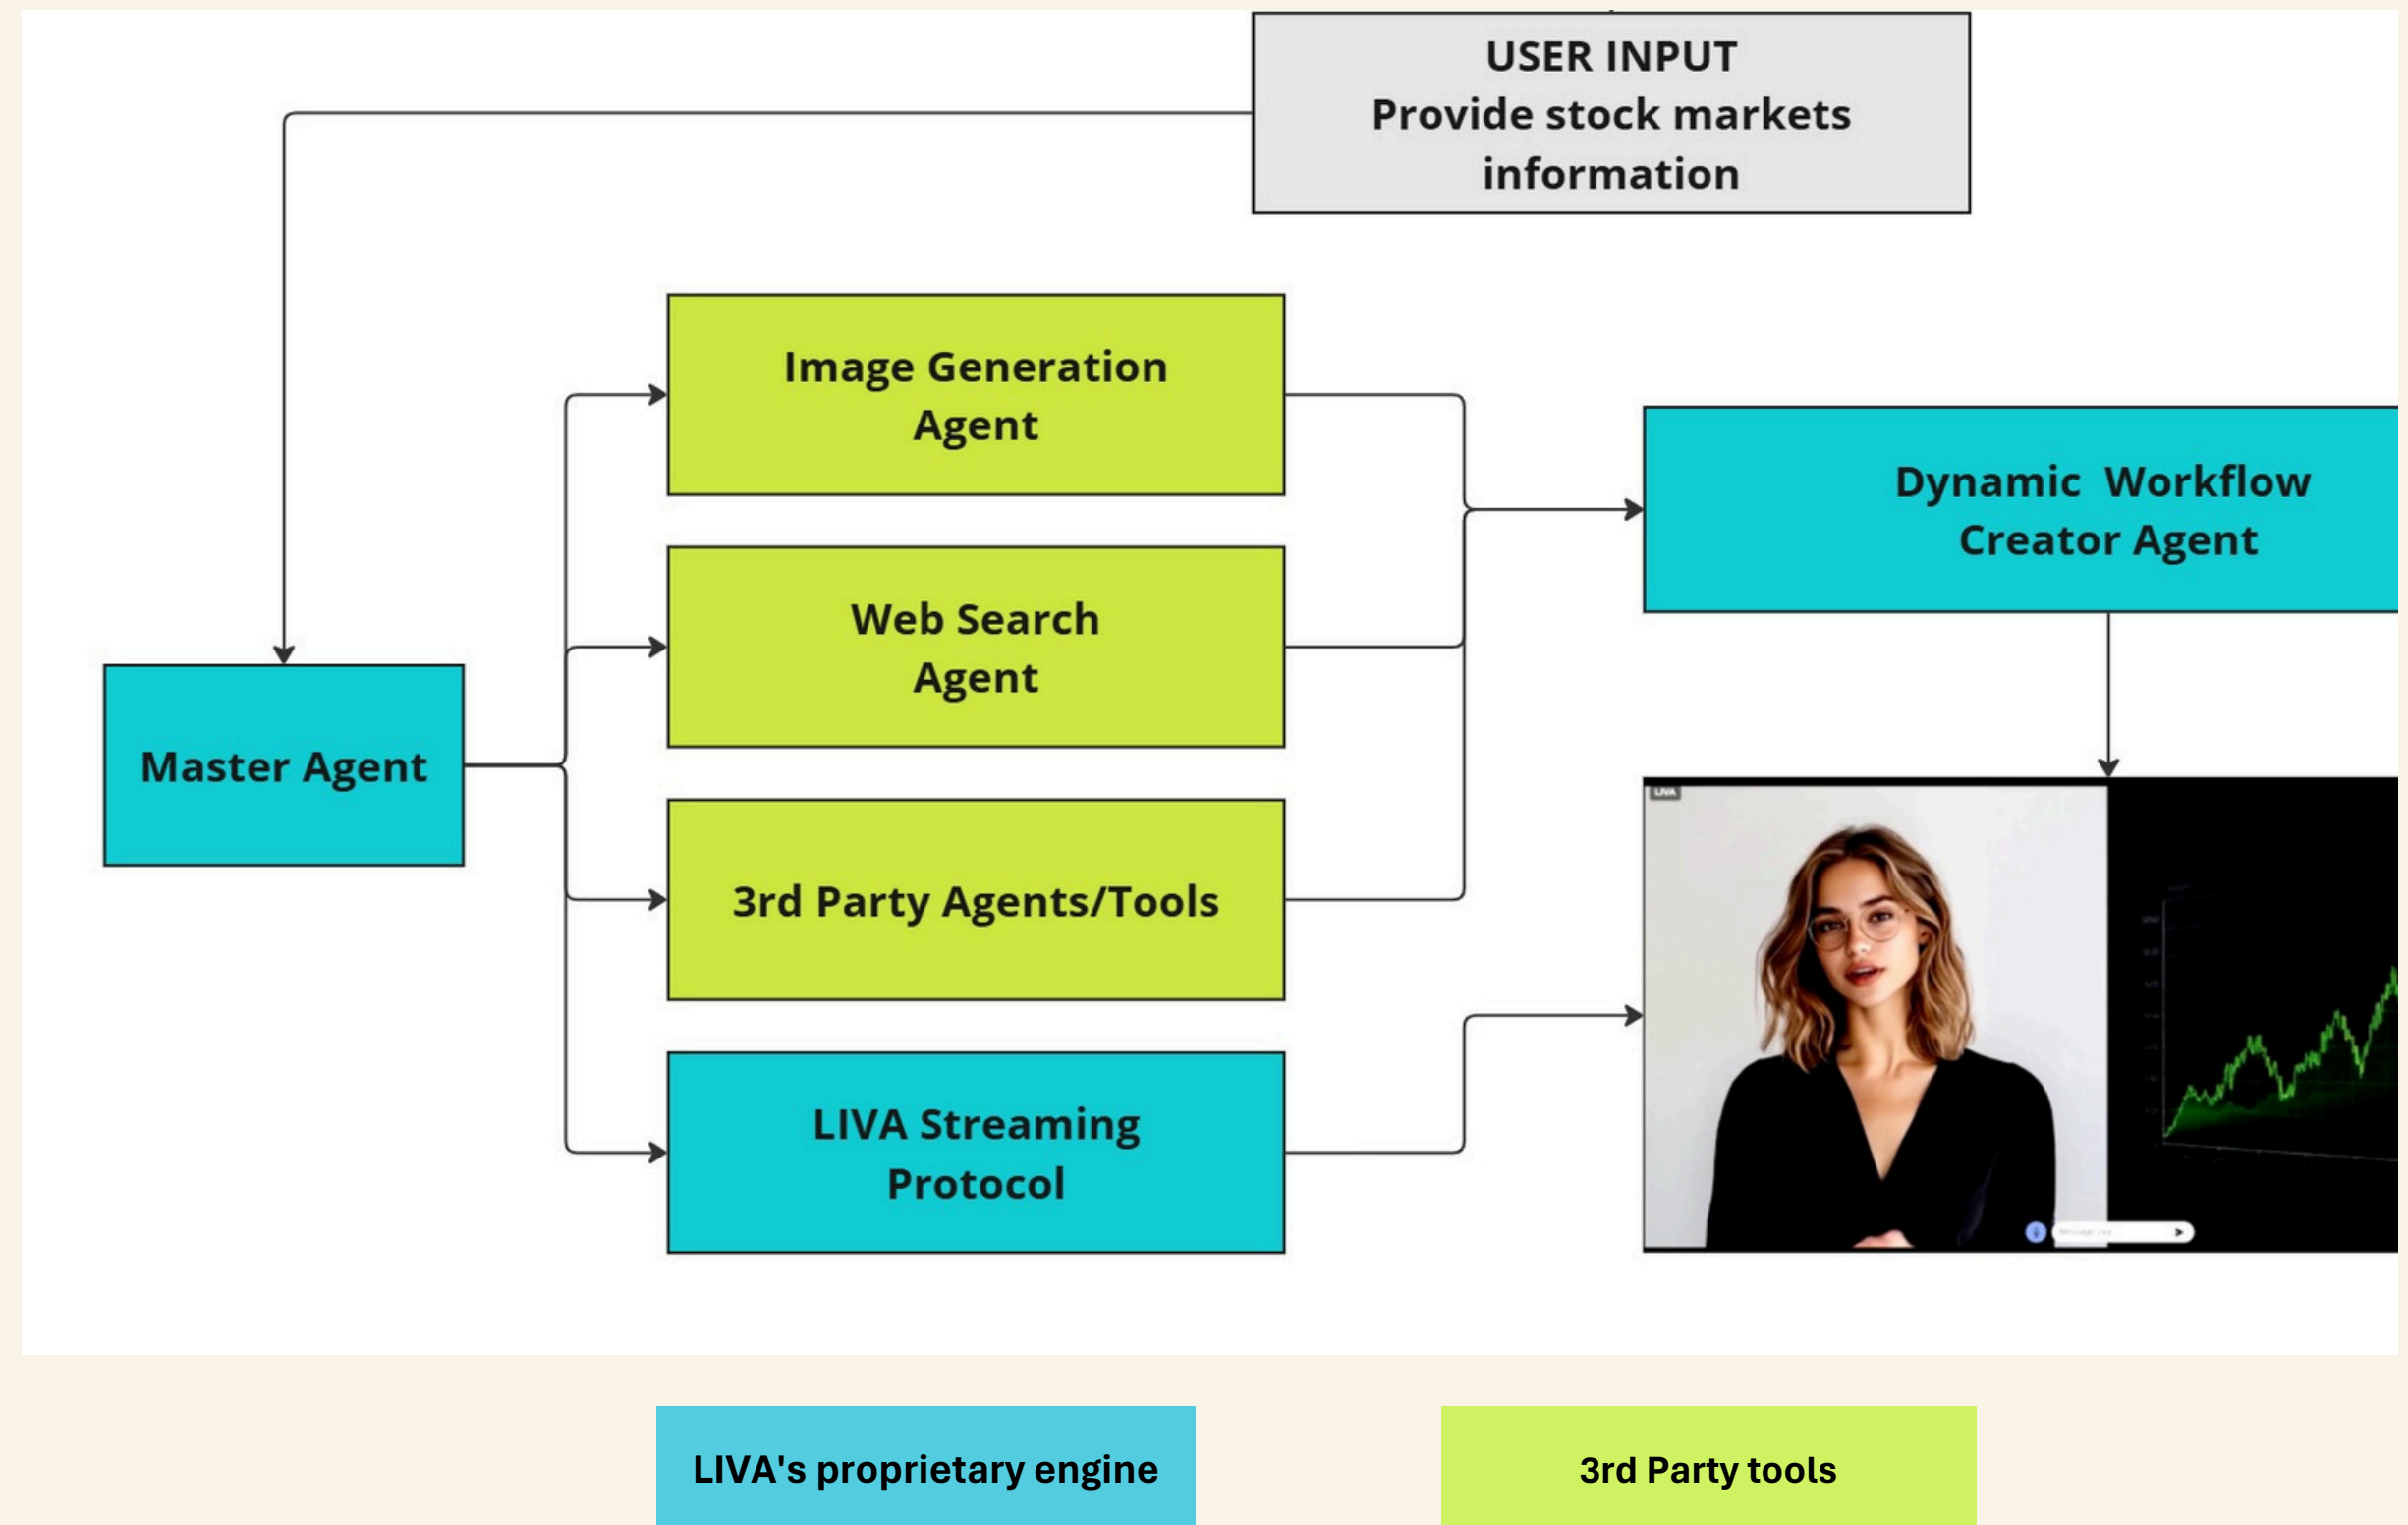 USER INPUT
Provide stock markets
information
Image Generation
Agent
Web Search
Agent
3rd Party Agents/Tools
LIVA Streaming
Protocol
Master Agent
Dynamic  Workflow
Creator Agent
LIVA
LIVA's proprietary engine
3rd Party tools